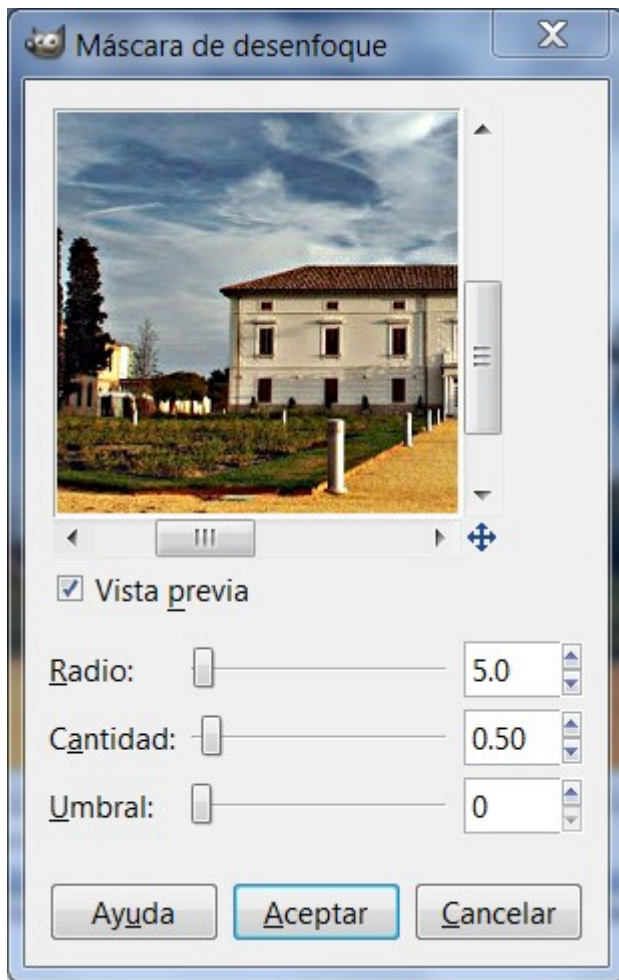 Máscara de desenfoque
Vista previa
Radio: 5.0
Cantidad: 0.50
Umbral: 0
Ayuda Aceptar Cancelar